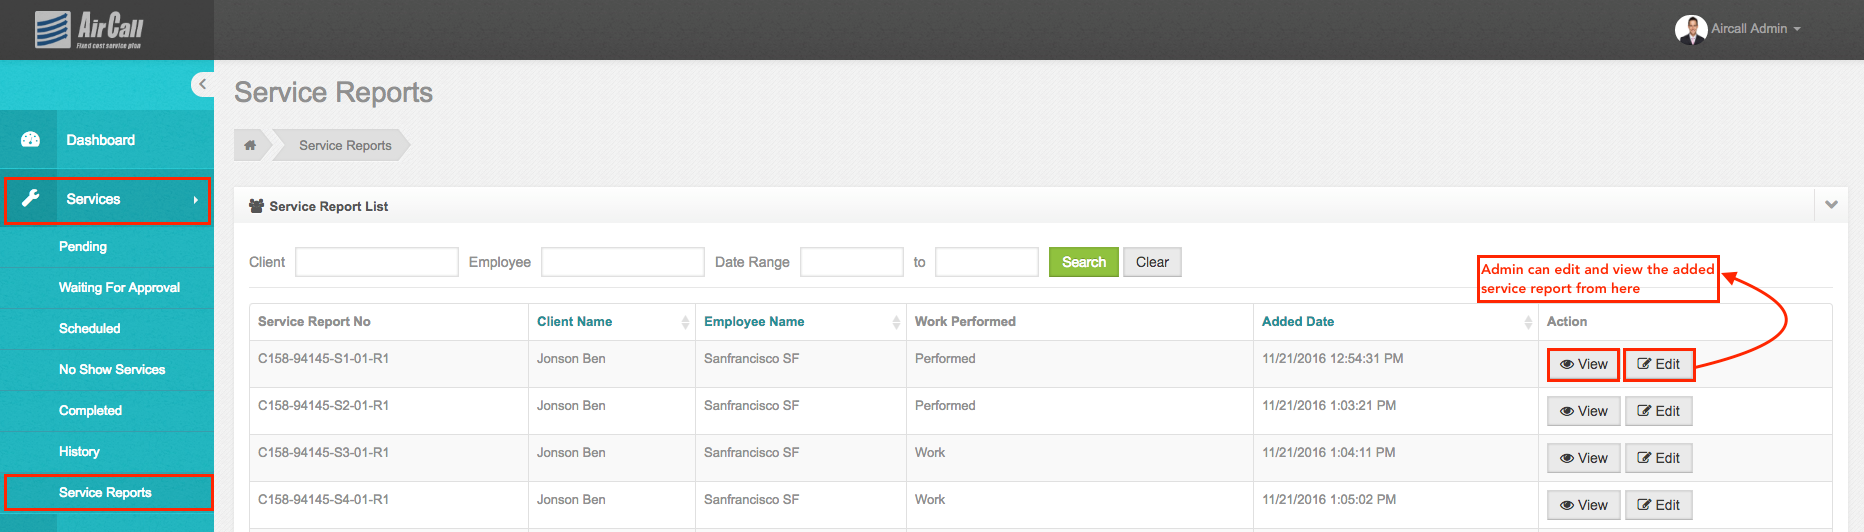 AirCall
Fixed cost service plan
Aircall Admin
Service Reports
Service Reports
Dashboard
Services
Pending
Waiting For Approval
Scheduled
No Show Services
Completed
History
Service Reports
Service Report List
Client Employee Date Range to Search Clear
Admin can edit and view the added
service report from here
Service Report No Client Name Employee Name Work Performed Added Date Action
C158-94145-S1-01-R1 Jonson Ben Sanfrancisco SF Performed 11/21/2016 12:54:31 PM View Edit
C158-94145-S2-01-R1 Jonson Ben Sanfrancisco SF Performed 11/21/2016 1:03:21 PM View Edit
C158-94145-S3-01-R1 Jonson Ben Sanfrancisco SF Work 11/21/2016 1:04:11 PM View Edit
C158-94145-S4-01-R1 Jonson Ben Sanfrancisco SF Work 11/21/2016 1:05:02 PM View Edit